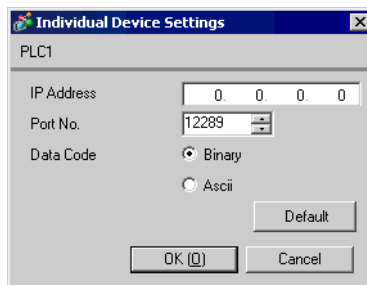 Individual Device Settings
PLC1
IP Address 0. 0. 0. 0
Port No. 12289
Data Code Binary
Ascii
Default
OK (O) Cancel